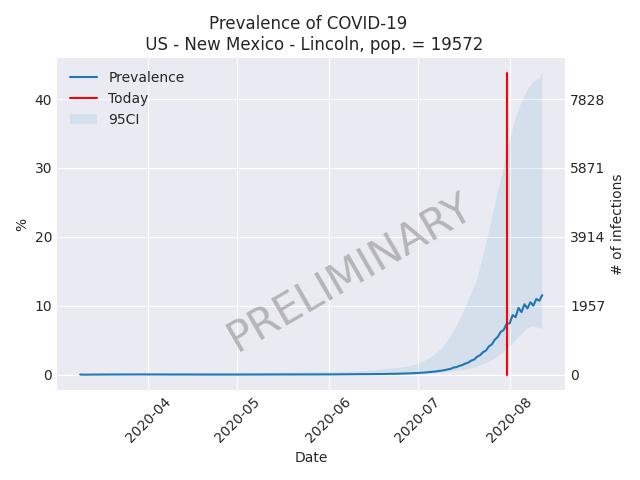 Prevalence of COVID-19
US - New Mexico - Lincoln, pop. = 19572
Prevalence
Today
95CI
40
30
20
10
0
%
7828
5871
3914
1957
0
# of infections
PRELIMINARY
2020-04
2020-05
2020-06
2020-07
2020-08
Date